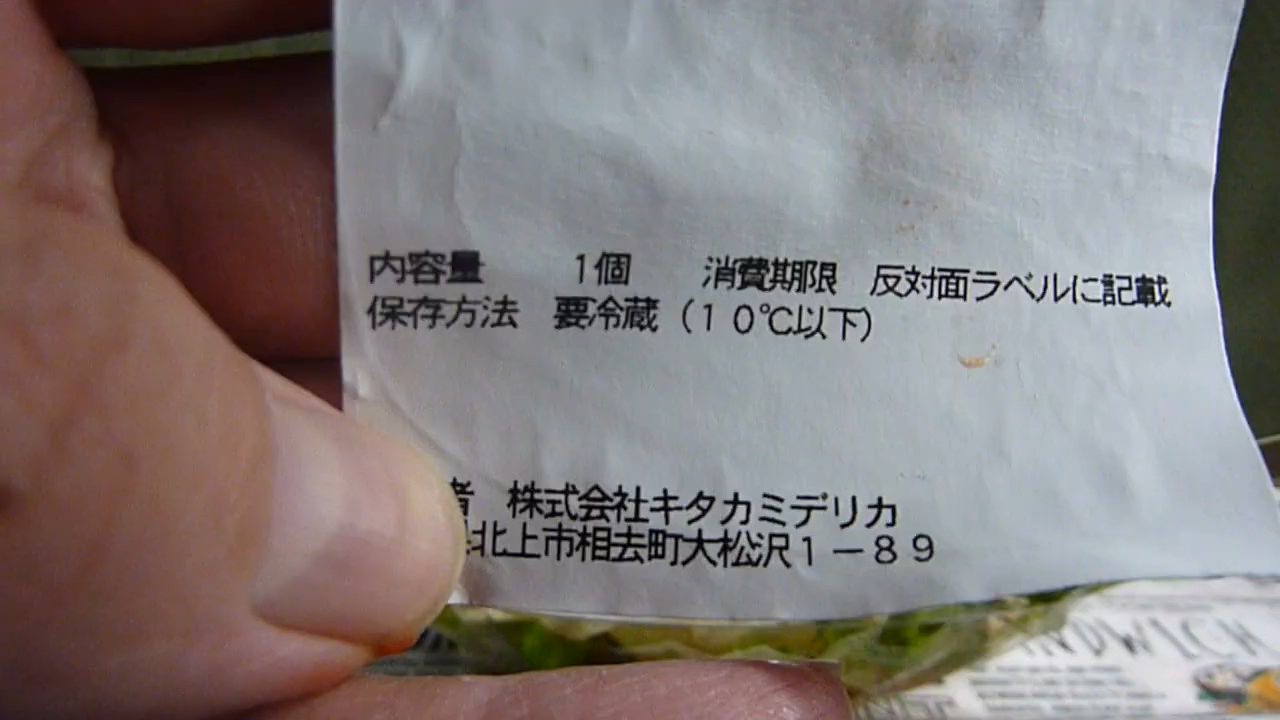 内容量 1個 消費期限 反対面ラベルに記載
保存方法 要冷蔵(10℃以下)
者 株式会社キタカミデリカ
北上市相去町大松沢1-89
NDWICH